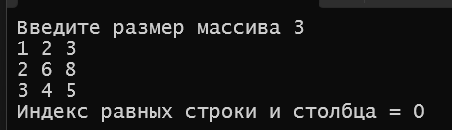 Введите размер массива 3
1 2 3
2 6 8
3 4 5
Индекс равных строки и столбца = 0